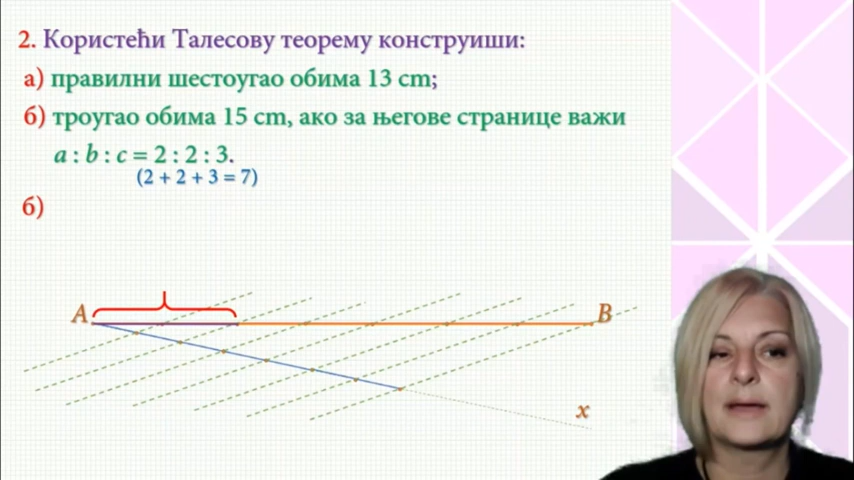 2. Користећи Талесову теорему конструиши:
а) правилни шестоугао обима 13 cm;
б) троугао обима 15 cm, ако за његове странице важи
a : b : c = 2 : 2 : 3.
(2 + 2 + 3 = 7)
б)
A
B
x